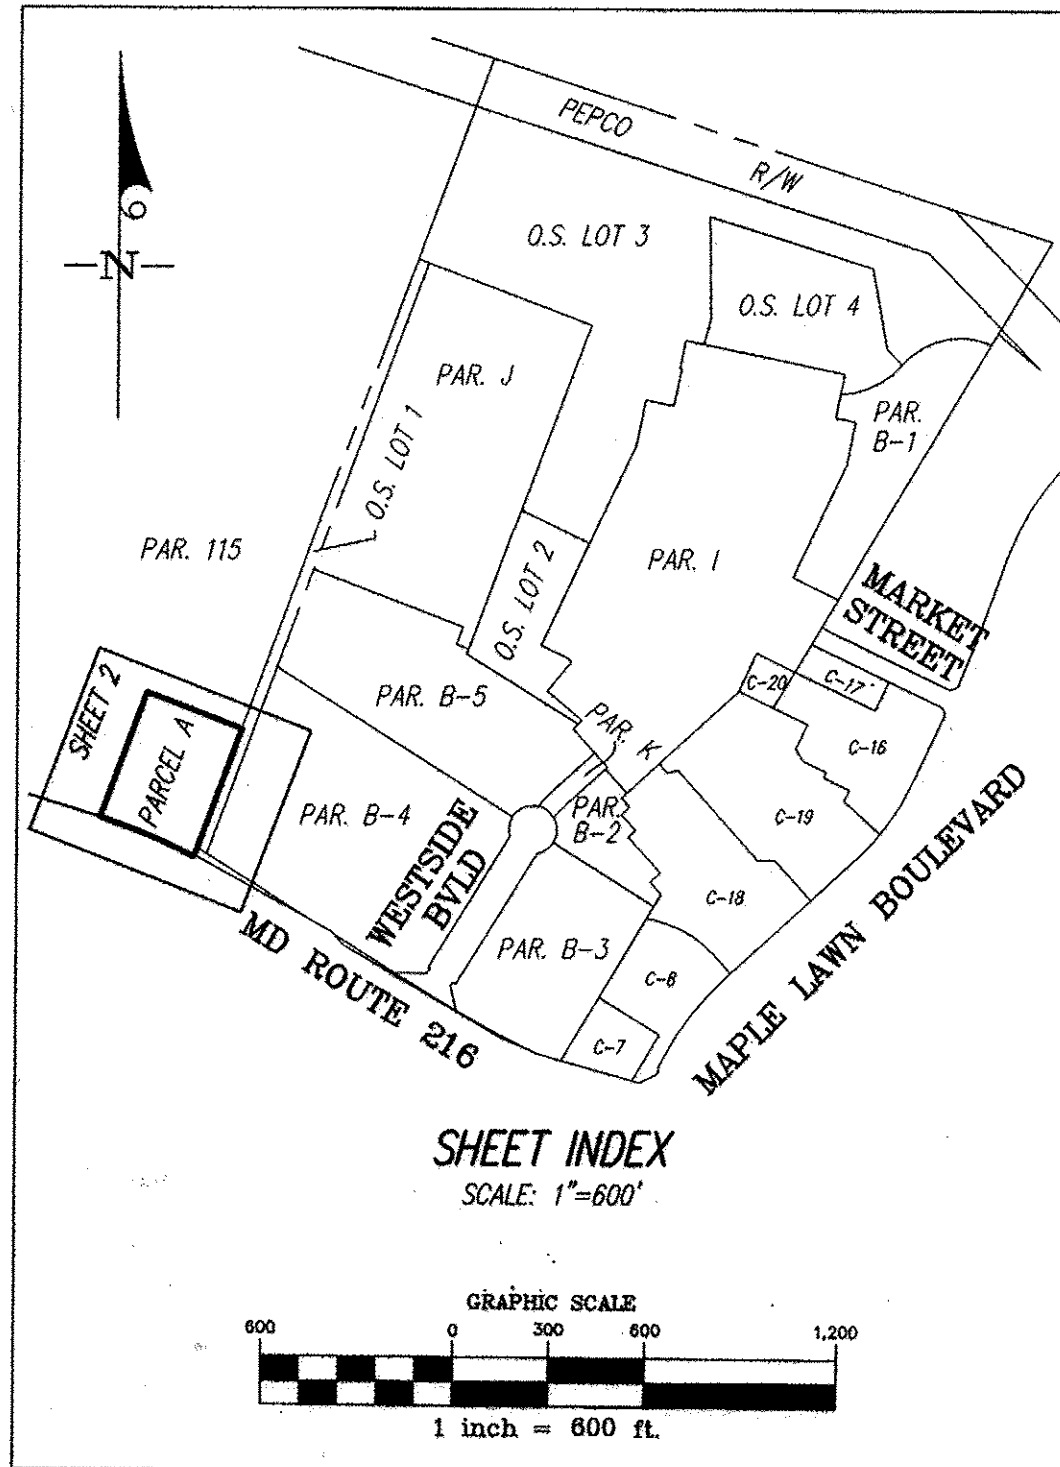 PEPCO
R/W
N
O.S. LOT 3
O.S. LOT 4
PAR. J
O.S. LOT 1
PAR.
B-1
PAR. 115
O.S. LOT 2
PAR. I
MARKET
STREET
SHEET 2
PARCEL A
PAR. B-5
PAR. K
C-20
C-17
C-16
PAR. B-4
WESTSIDE
BVLD
PAR.
B-2
C-19
C-18
MD ROUTE 216
PAR. B-3
C-8
C-7
MAPLE LAWN BOULEVARD
SHEET INDEX
SCALE: 1"=600'
GRAPHIC SCALE
600 0 300 600 1,200
1 inch = 600 ft.